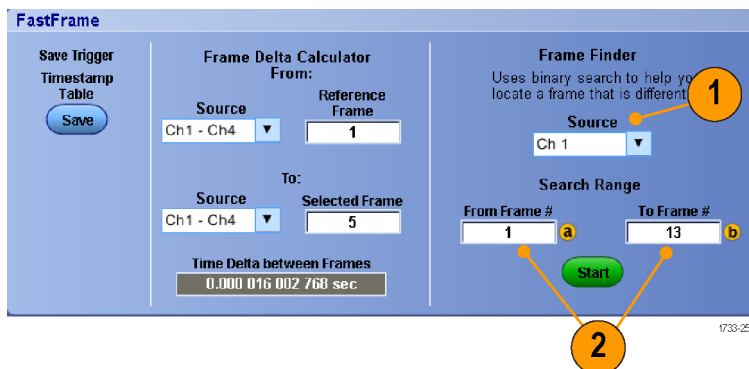 FastFrame
Save Trigger
Timestamp
Table
Save
Frame Delta Calculator
From:
Source
Reference
Frame
Ch1 - Ch4
1
To:
Source
Selected Frame
Ch1 - Ch4
5
Time Delta between Frames
0.000 016 002 768 sec
Frame Finder
Uses binary search to help
locate a frame that is different
1
Source
Ch 1
Search Range
From Frame #
To Frame #
1
a
13
b
Start
2
1733-25